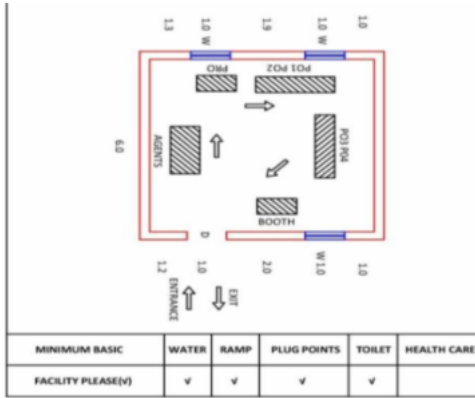 1.3 1.0 W 1.9 1.0 W 1.0
PRO PO1 PO2
6.0 AGENTS PO3 PO4
BOOTH
D
1.2 1.0 2.0 W 1.0 1.0
ENTRANCE EXIT
MINIMUM BASIC WATER RAMP PLUG POINTS TOILET HEALTH CARE
FACILITY PLEASE(√) √ √ √ √